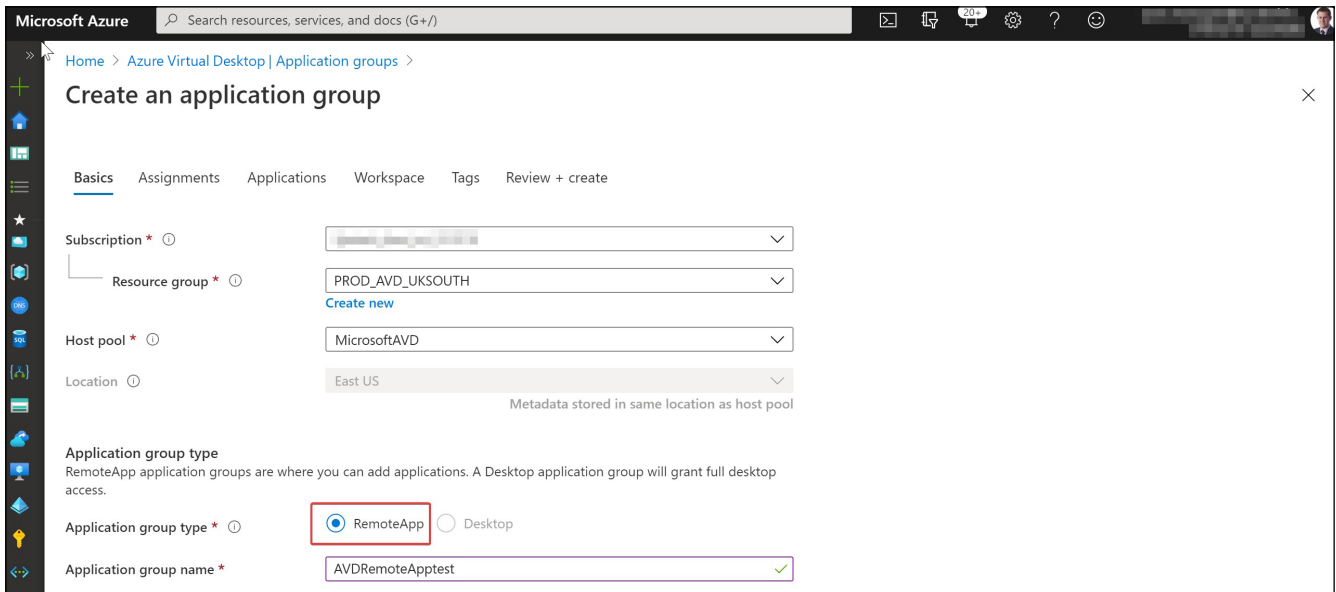 Microsoft Azure
Search resources, services, and docs (G+/)
20+
Home > Azure Virtual Desktop | Application groups >
Create an application group
Basics Assignments Applications Workspace Tags Review + create
Subscription *
Resource group * PROD_AVD_UKSOUTH
Create new
Host pool * MicrosoftAVD
Location East US
Metadata stored in same location as host pool
Application group type
RemoteApp application groups are where you can add applications. A Desktop application group will grant full desktop
access.
Application group type * RemoteApp Desktop
Application group name * AVDRemoteApptest
DNS
SQL